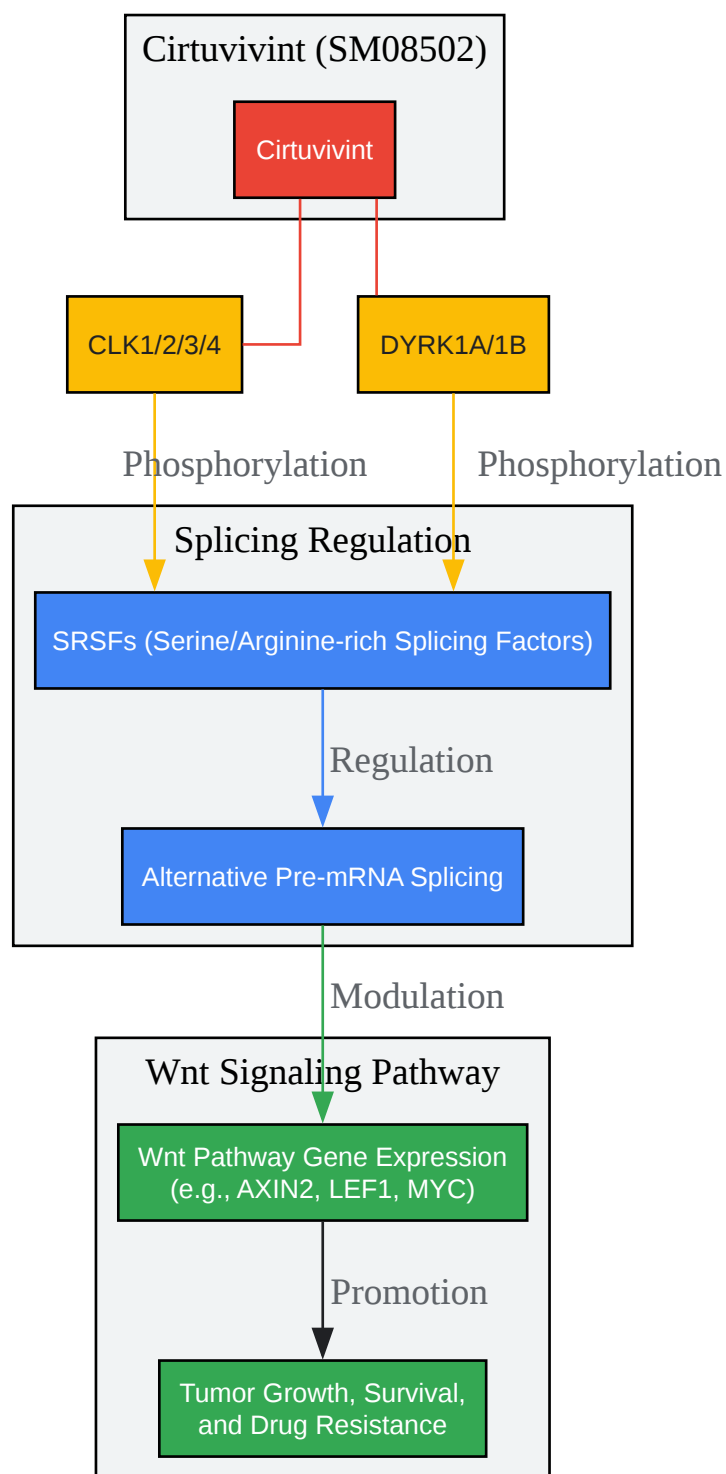 Cirtuvivint (SM08502)
Cirtuvivint
CLK1/2/3/4
DYRK1A/1B
Phosphorylation
Phosphorylation
Splicing Regulation
SRSFs (Serine/Arginine-rich Splicing Factors)
Regulation
Alternative Pre-mRNA Splicing
Modulation
Wnt Signaling Pathway
Wnt Pathway Gene Expression
(e.g., AXIN2, LEF1, MYC)
Promotion
Tumor Growth, Survival,
and Drug Resistance